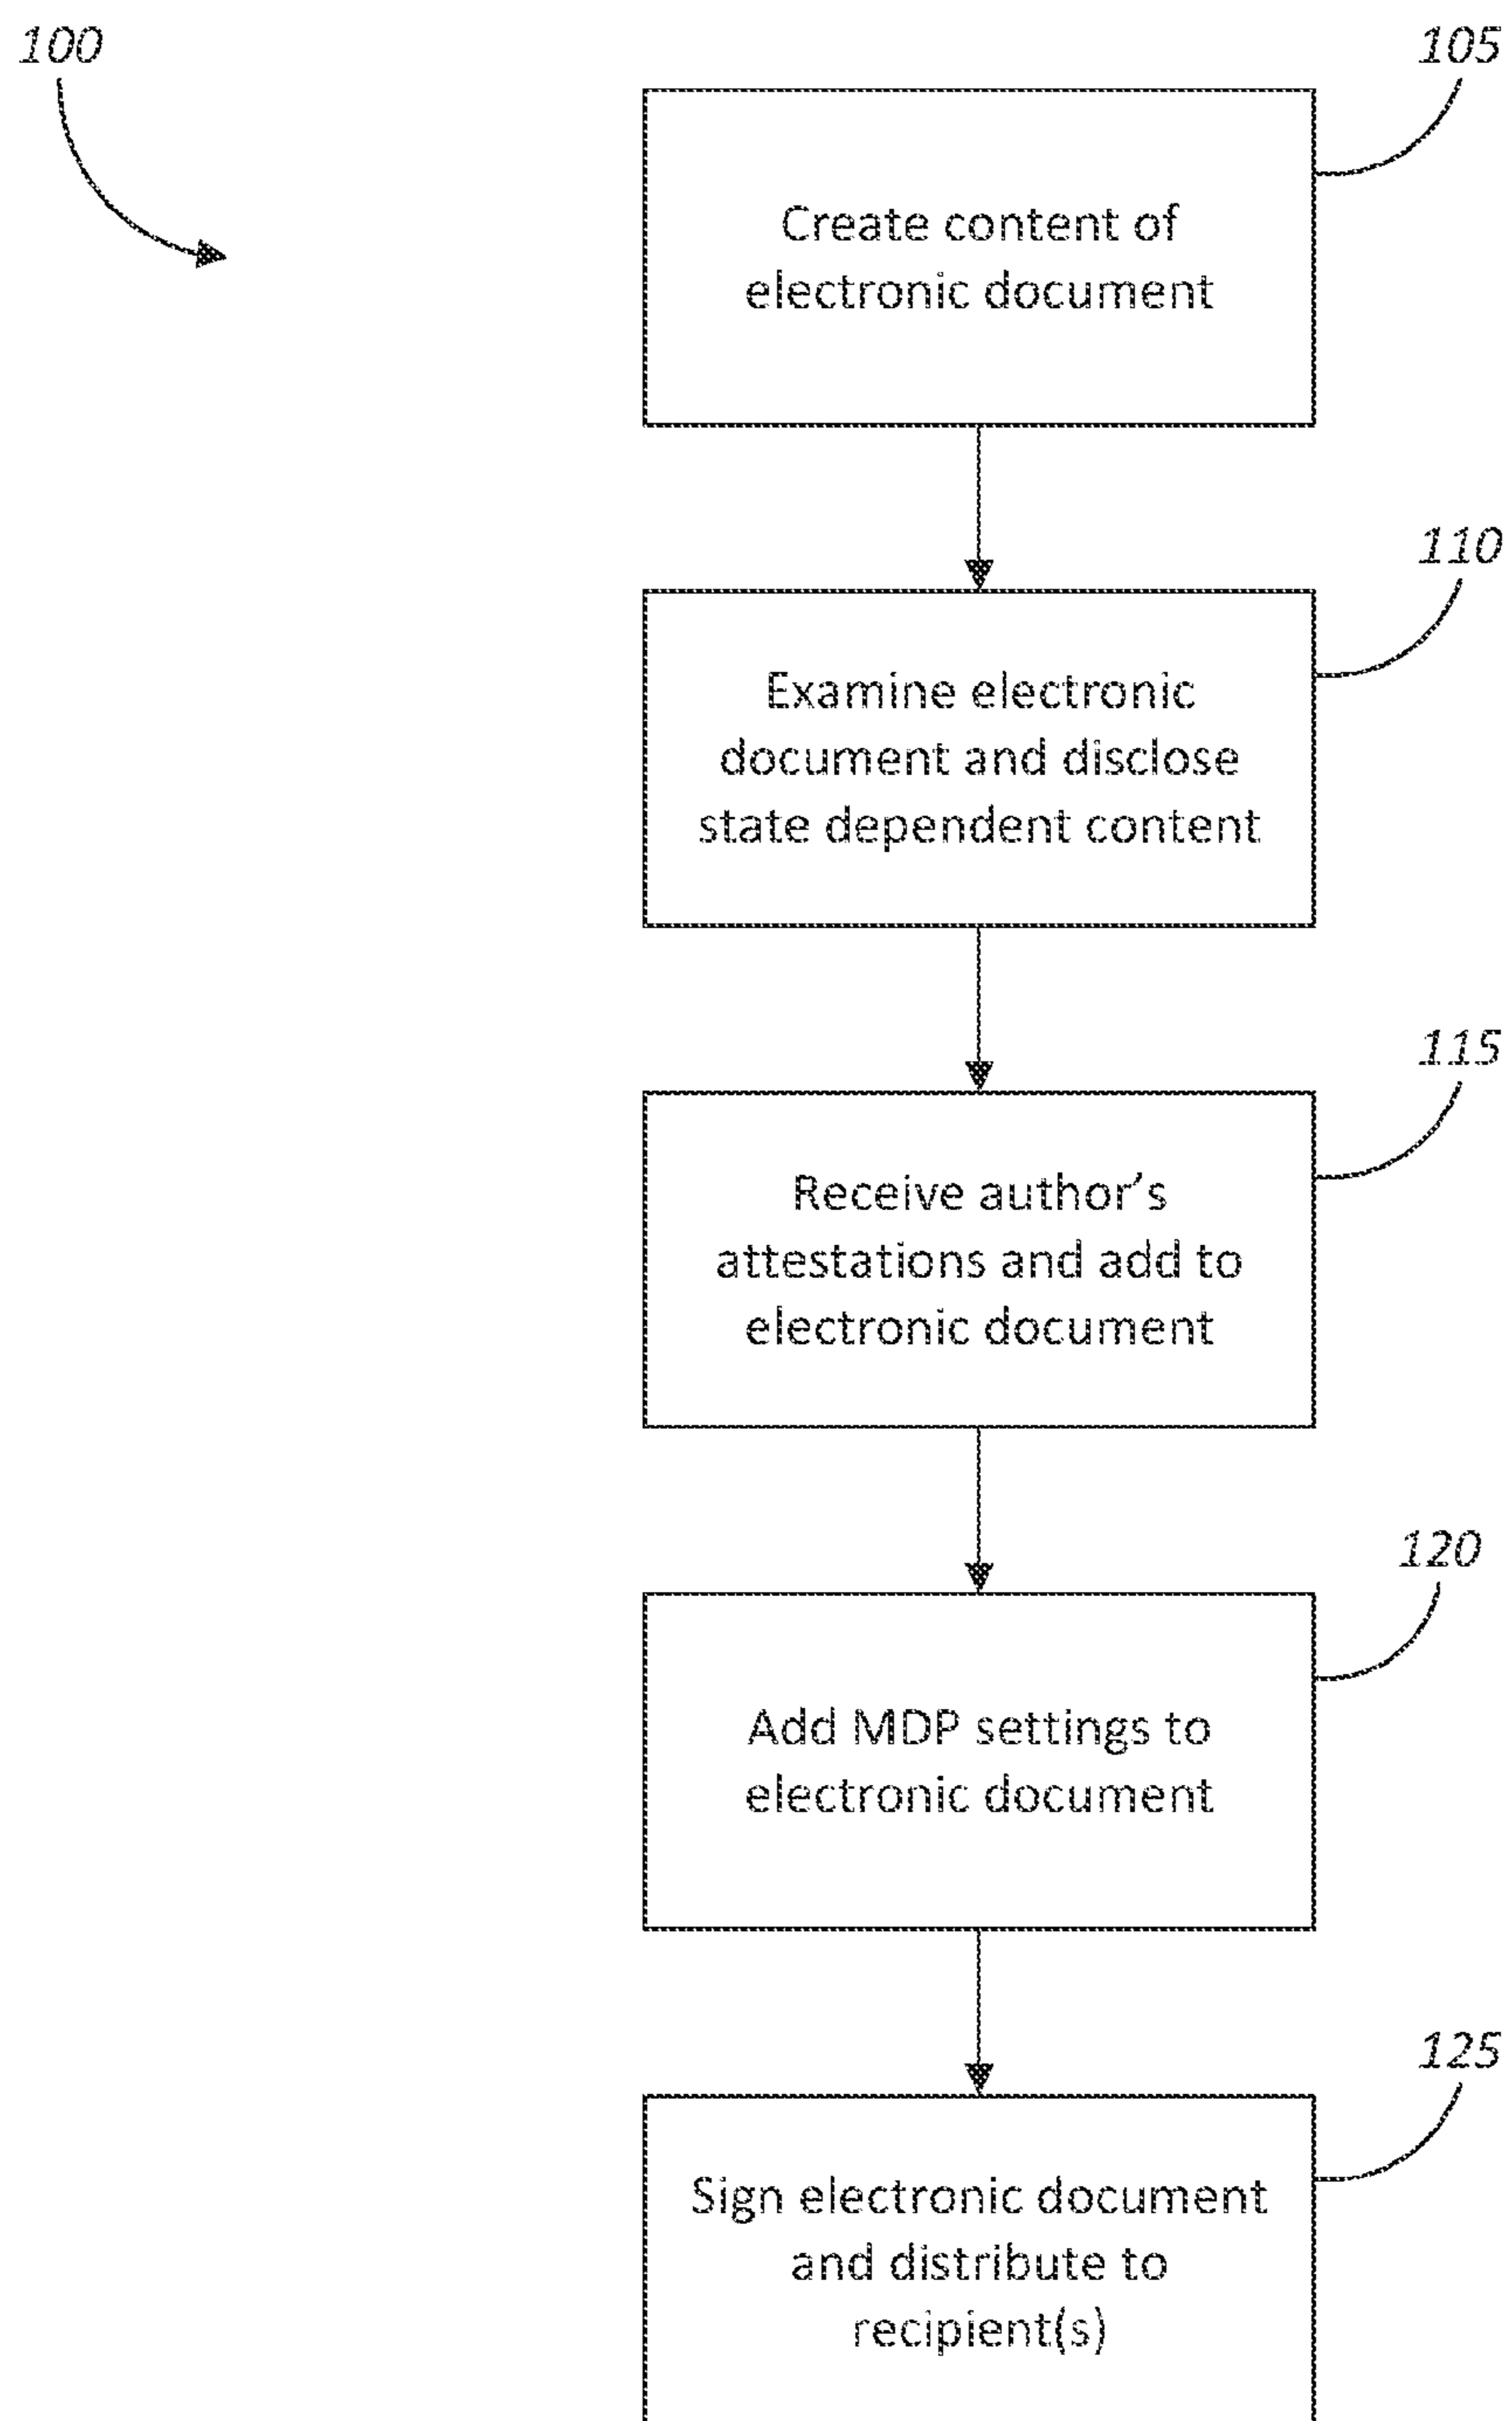 100
105
Create content of
electronic document
110
Examine electronic
document and disclose
state dependent content
115
Receive author's
attestations and add to
electronic document
120
Add MDP settings to
electronic document
125
Sign electronic document
and distribute to
recipient(s)